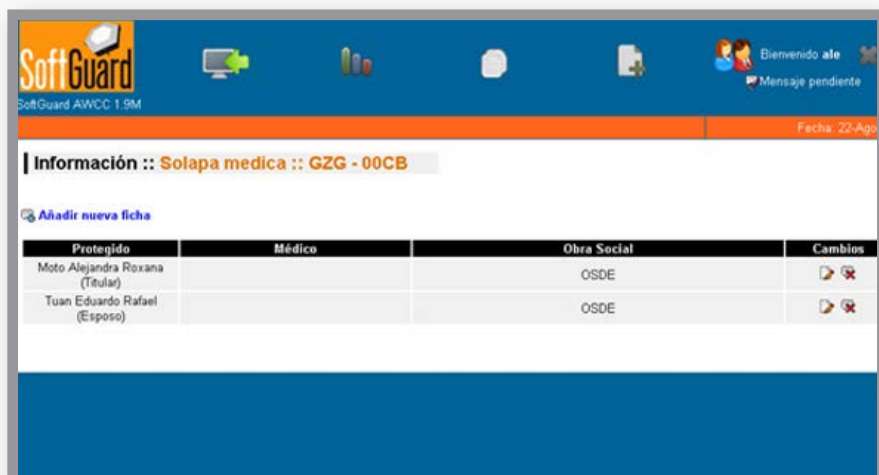 SoftGuard
SoftGuard AWCC 1.9M
Bienvenido ale
Mensaje pendiente
Fecha: 22-Ago
Información :: Solapa medica :: GZG - 00CB
Añadir nueva ficha
Protegido Médico Obra Social Cambios
Moto Alejandra Roxana
(Titular)
OSDE
Tuan Eduardo Rafael
(Esposo)
OSDE